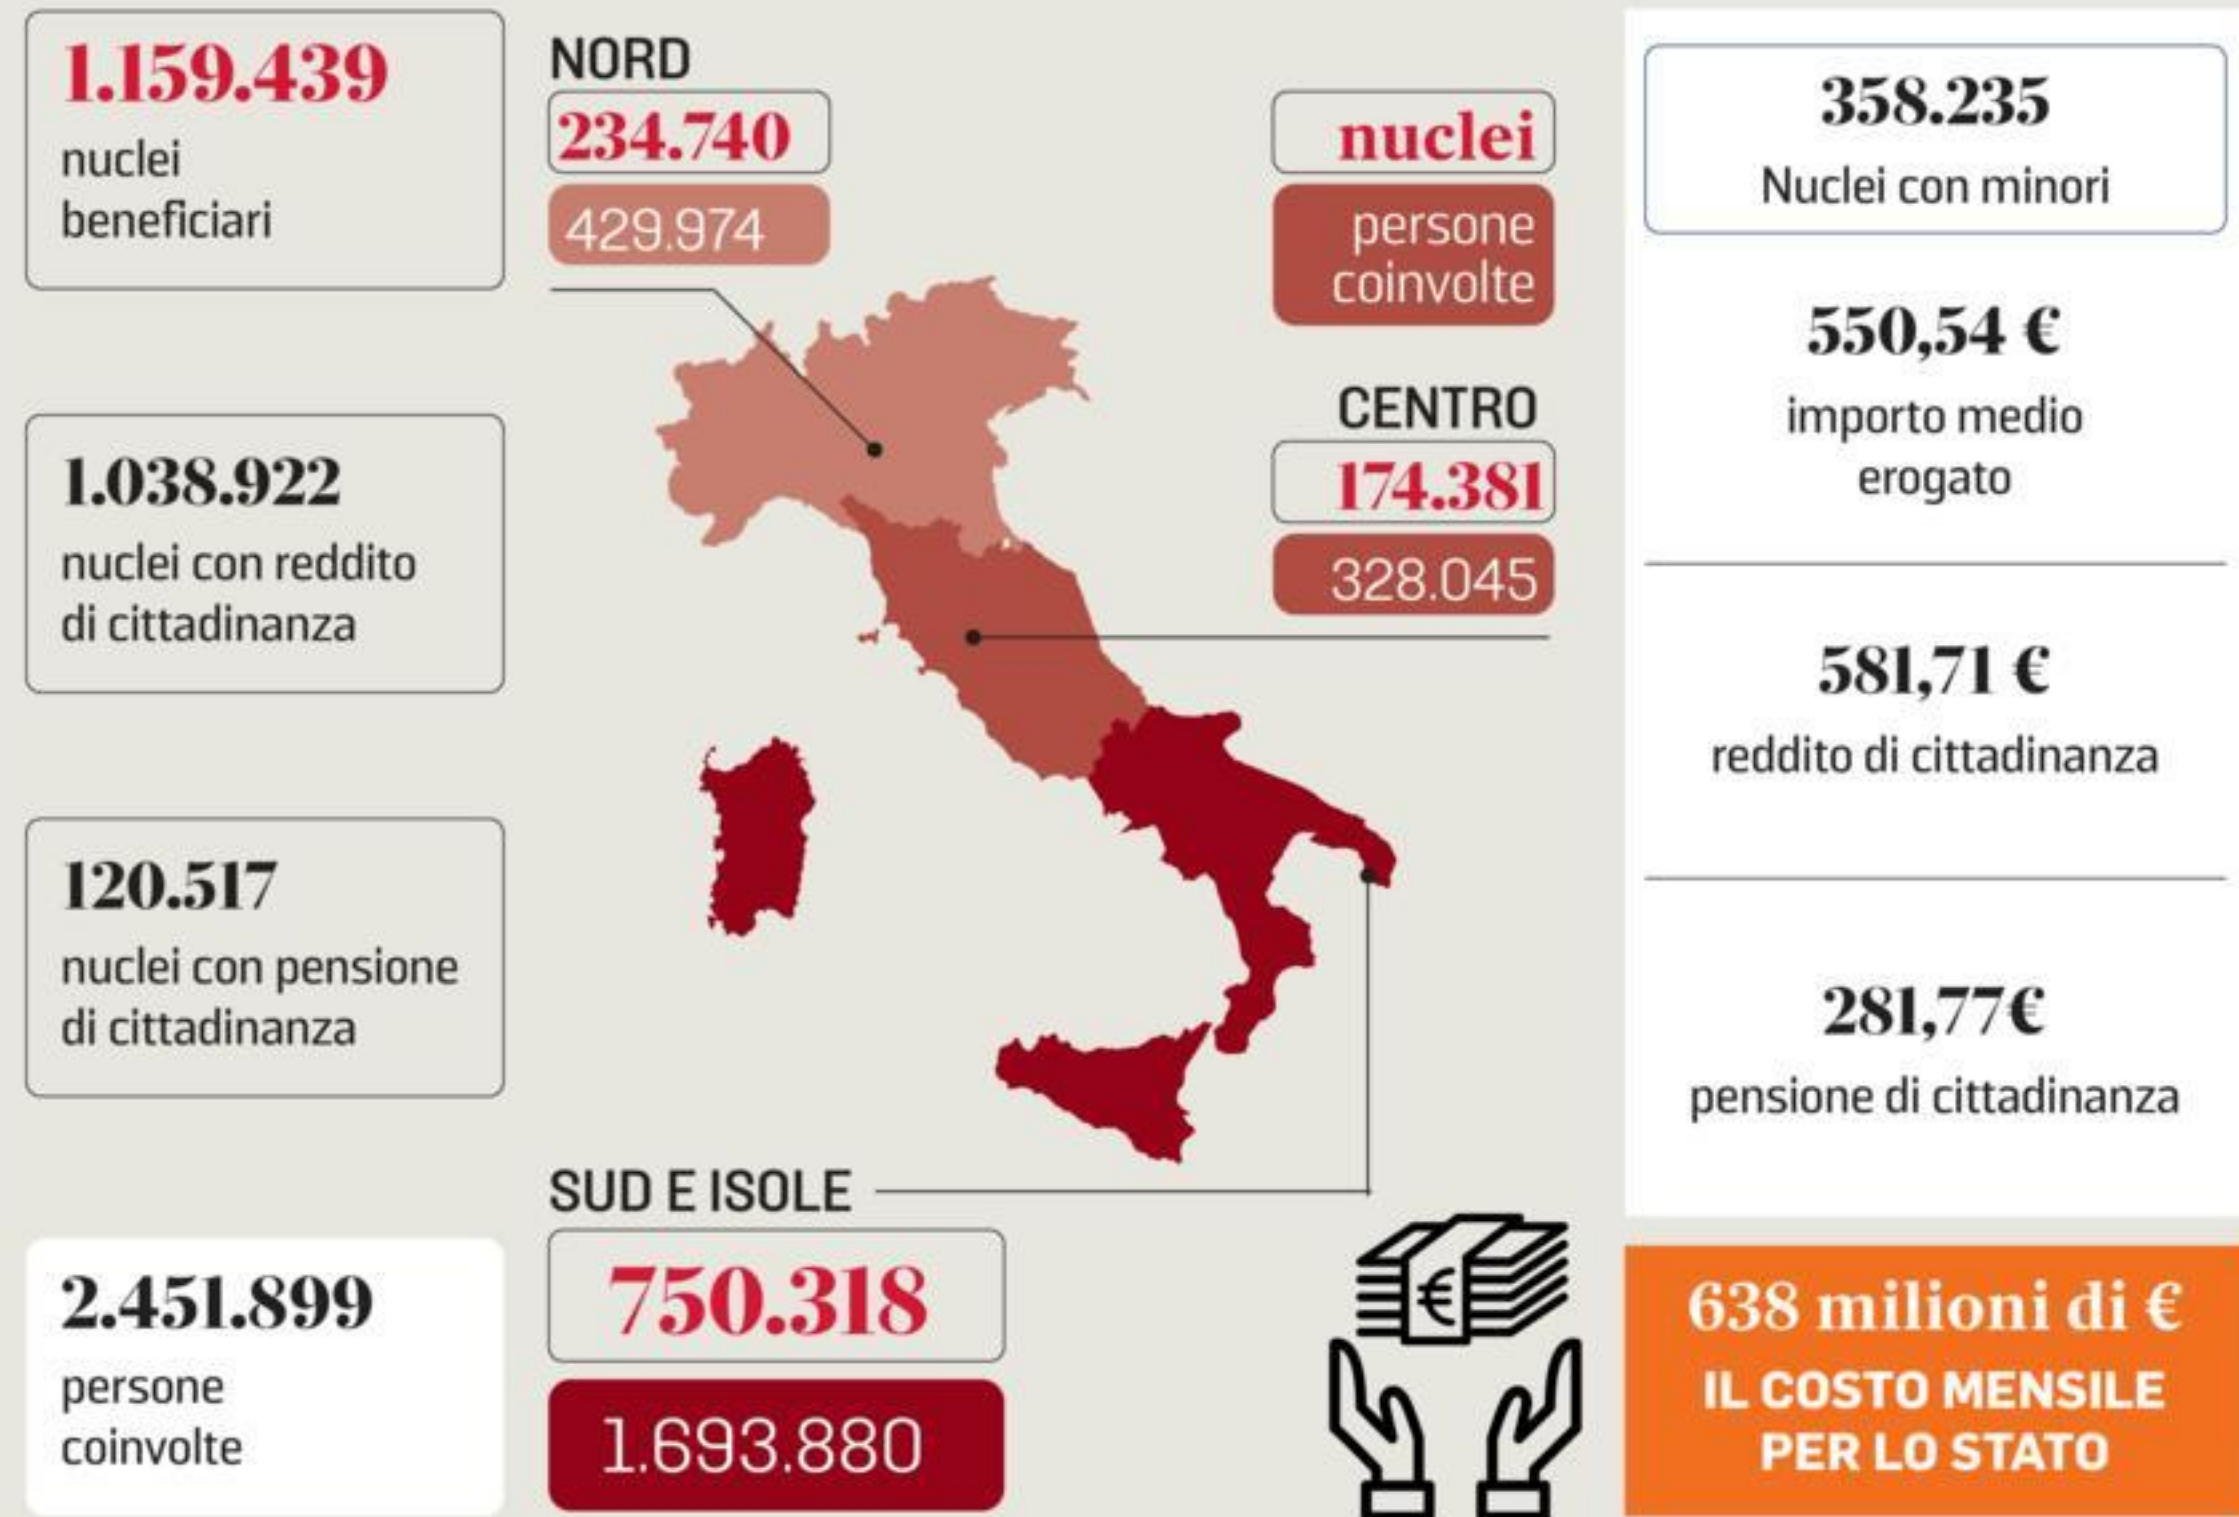 1.159.439
nuclei
beneficiari
1.038.922
nuclei con reddito
di cittadinanza
120.517
nuclei con pensione
di cittadinanza
2.451.899
persone
coinvolte
NORD
234.740
429.974
nuclei
persone
coinvolte
CENTRO
174.381
328.045
SUD E ISOLE
750.318
1.693.880
€
358.235
Nuclei con minori
550,54 €
importo medio
erogato
581,71 €
reddito di cittadinanza
281,77€
pensione di cittadinanza
638 milioni di €
IL COSTO MENSILE
PER LO STATO